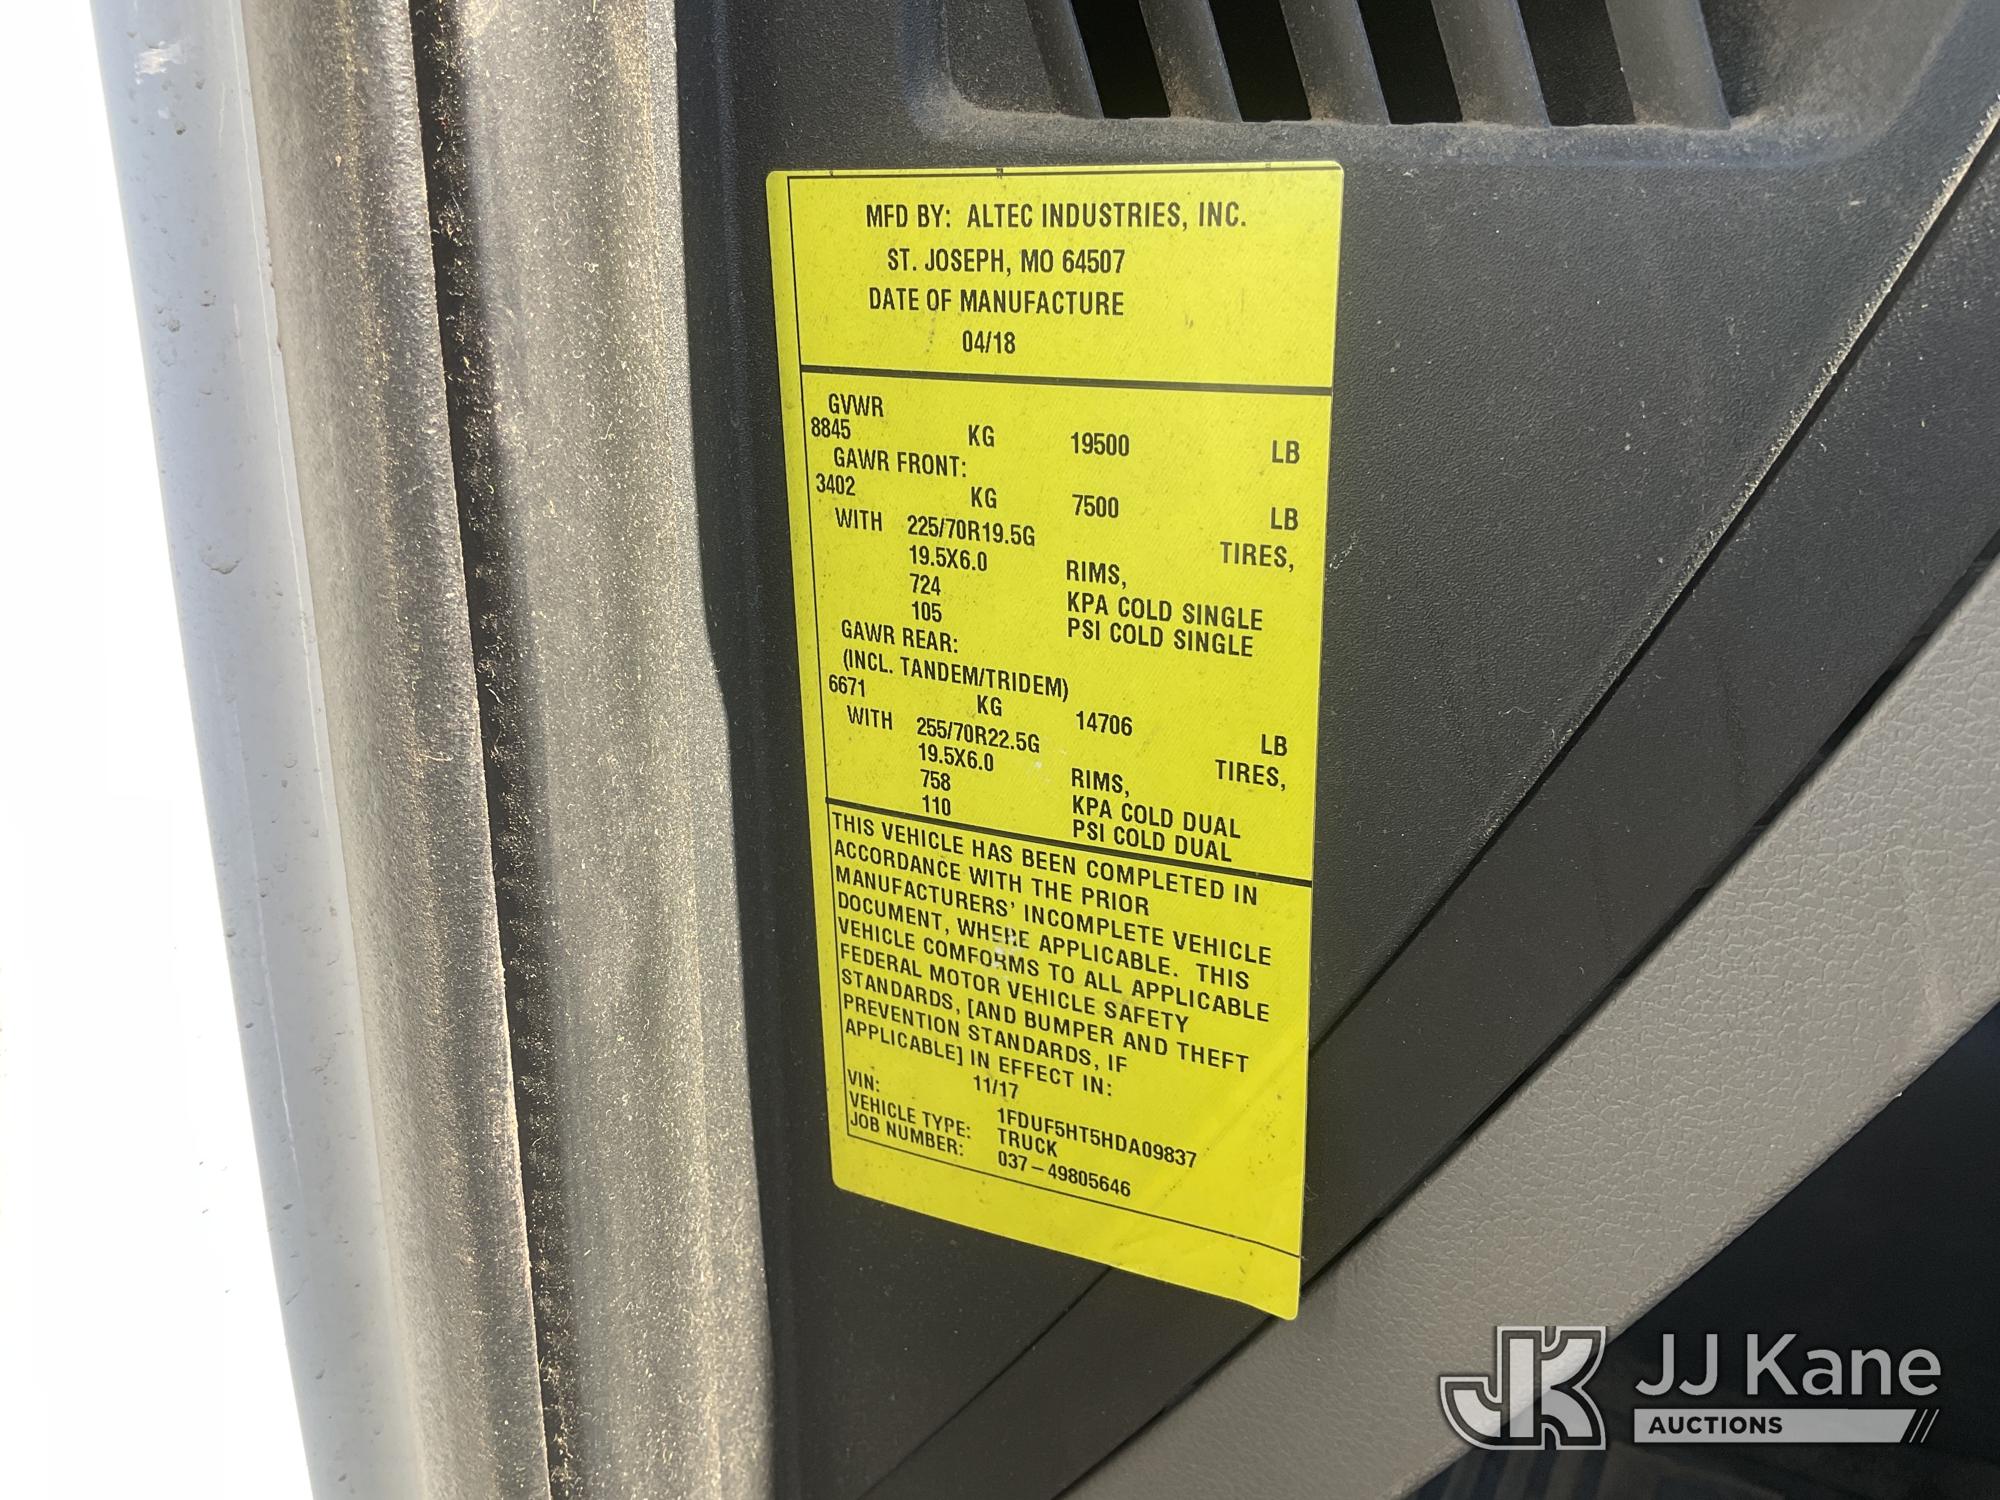 MFD BY: ALTEC INDUSTRIES, INC.
ST. JOSEPH, MO 64507
DATE OF MANUFACTURE
04/18
GVWR
8845 KG 19500 LB
GAWR FRONT:
3402 KG 7500 LB
WITH 225/70R19.5G TIRES,
19.5X6.0 RIMS,
724 KPA COLD SINGLE
105 PSI COLD SINGLE
GAWR REAR:
(INCL. TANDEM/TRIDEM)
6671 KG 14706 LB
WITH 255/70R22.5G TIRES,
19.5X6.0 RIMS,
758 KPA COLD DUAL
110 PSI COLD DUAL
THIS VEHICLE HAS BEEN COMPLETED IN
ACCORDANCE WITH THE PRIOR
MANUFACTURERS' INCOMPLETE VEHICLE
DOCUMENT, WHERE APPLICABLE. THIS
VEHICLE COMFORMS TO ALL APPLICABLE
FEDERAL MOTOR VEHICLE SAFETY
STANDARDS, [AND BUMPER AND THEFT
PREVENTION STANDARDS, IF
APPLICABLE] IN EFFECT IN:
11/17
VIN: 1FDUF5HT5HDA09837
VEHICLE TYPE: TRUCK
JOB NUMBER: 037-49805646
JK JJ Kane
AUCTIONS